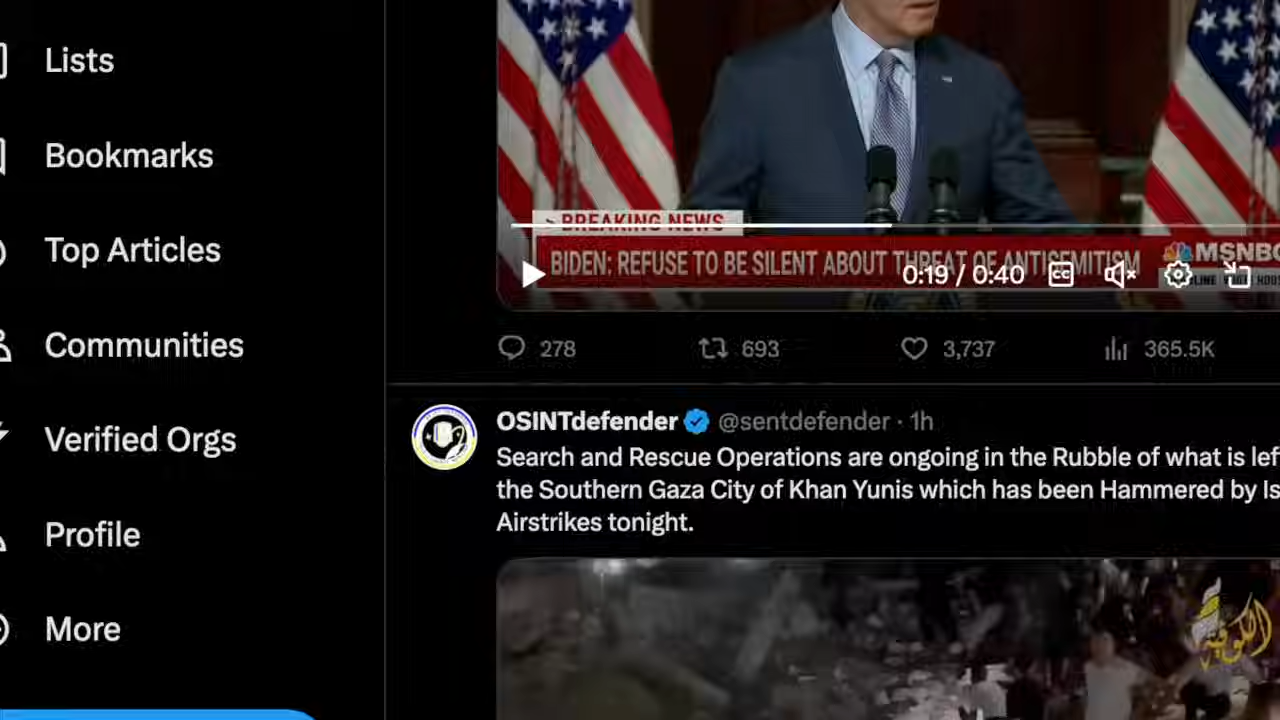 Lists
Bookmarks
Top Articles
Communities
Verified Orgs
Profile
More
BREAKING NEWS
BIDEN: REFUSE TO BE SILENT ABOUT THREAT OF ANTISEMITISM
MSNBC
0:19 / 0:40
CC
278
693
3,737
365.5K
OSINTdefender @sentdefender · 1h
Search and Rescue Operations are ongoing in the Rubble of what is lef
the Southern Gaza City of Khan Yunis which has been Hammered by Is
Airstrikes tonight.
الكوفية